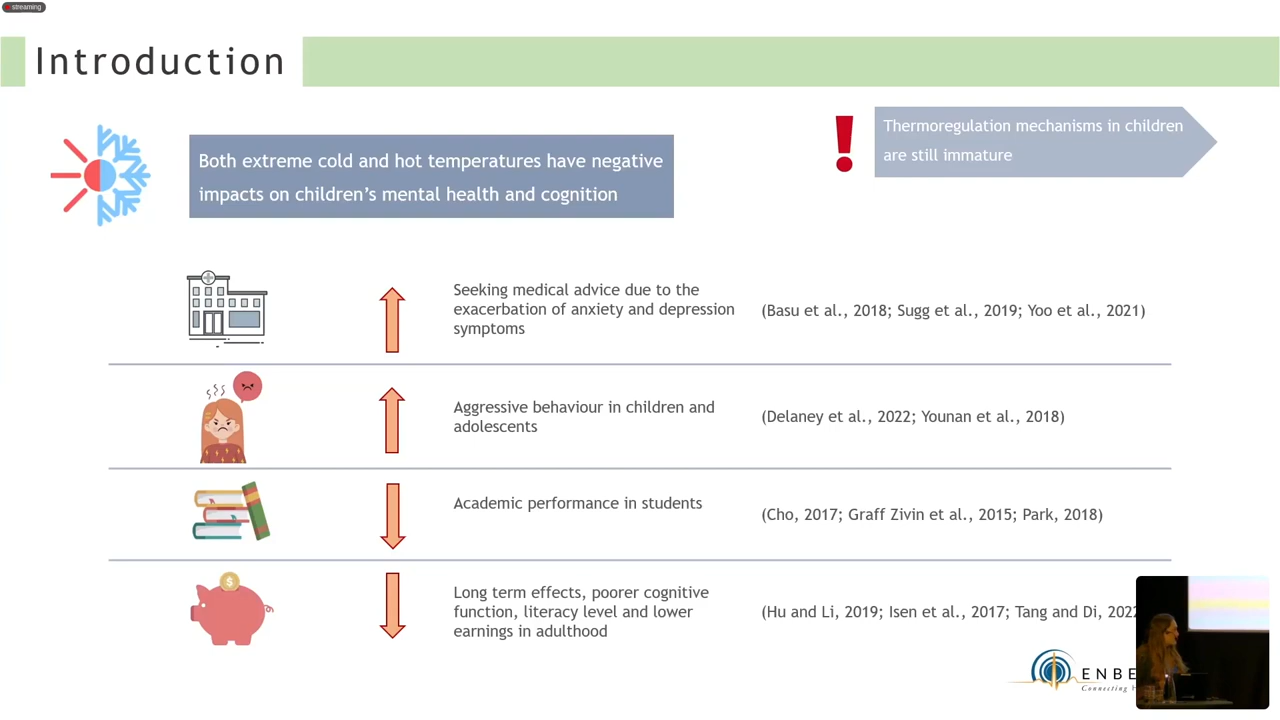 streaming
Introduction
Thermoregulation mechanisms in children
are still immature
Both extreme cold and hot temperatures have negative
impacts on children’s mental health and cognition
Seeking medical advice due to the
exacerbation of anxiety and depression
symptoms
(Basu et al., 2018; Sugg et al., 2019; Yoo et al., 2021)
Aggressive behaviour in children and
adolescents
(Delaney et al., 2022; Younan et al., 2018)
Academic performance in students
(Cho, 2017; Graff Zivin et al., 2015; Park, 2018)
$
Long term effects, poorer cognitive
function, literacy level and lower
earnings in adulthood
(Hu and Li, 2019; Isen et al., 2017; Tang and Di, 2022
ENBE
Connecting